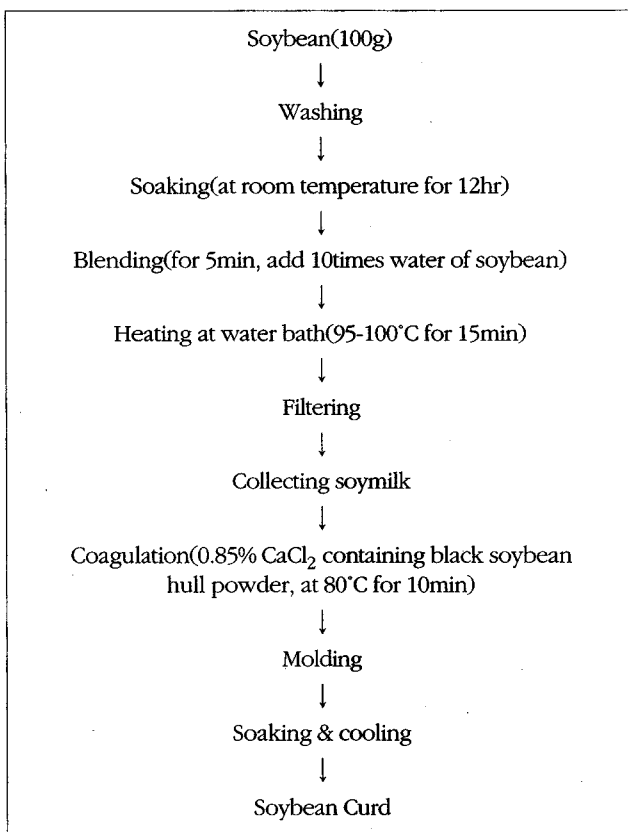 Soybean(100g)
↓
Washing
↓
Soaking(at room temperature for 12hr)
↓
Blending(for 5min, add 10times water of soybean)
↓
Heating at water bath(95-100°C for 15min)
↓
Filtering
↓
Collecting soymilk
↓
Coagulation(0.85% CaCl₂ containing black soybean
hull powder, at 80°C for 10min)
↓
Molding
↓
Soaking & cooling
↓
Soybean Curd